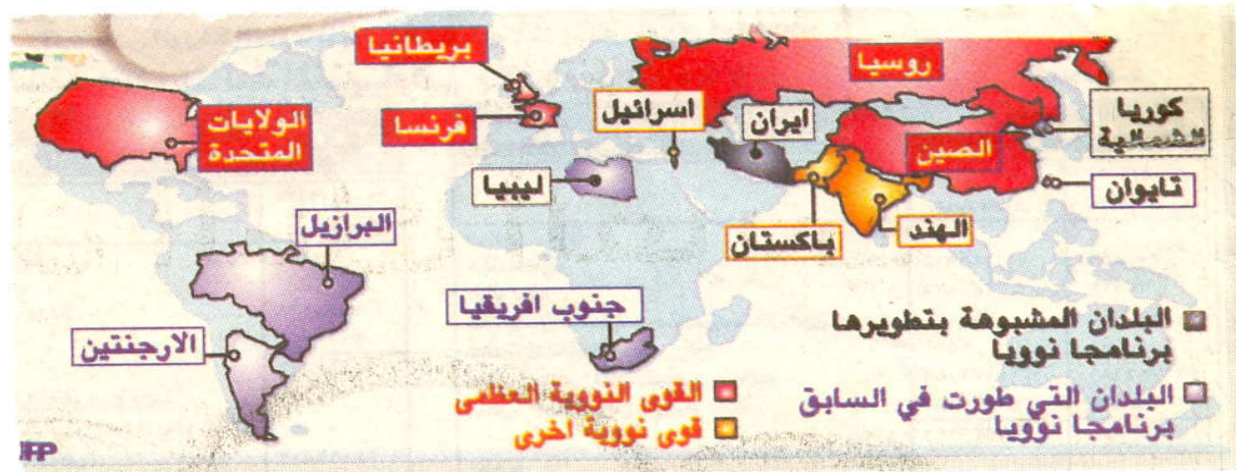 بريطانيا
روسيا
الولايات
المتحدة
فرنسا
اسرائيل
ايران
كوريا
الشمالية
الصين
ليبيا
تايوان
البرازيل
باكستان
الهند
جنوب افريقيا
الارجنتين
البلدان المشبوهة بتطويرها
برنامجا نوويا
القوى النووية العظمى
قوى نووية اخرى
البلدان التي طورت في السابق
برنامجا نوويا
AFP